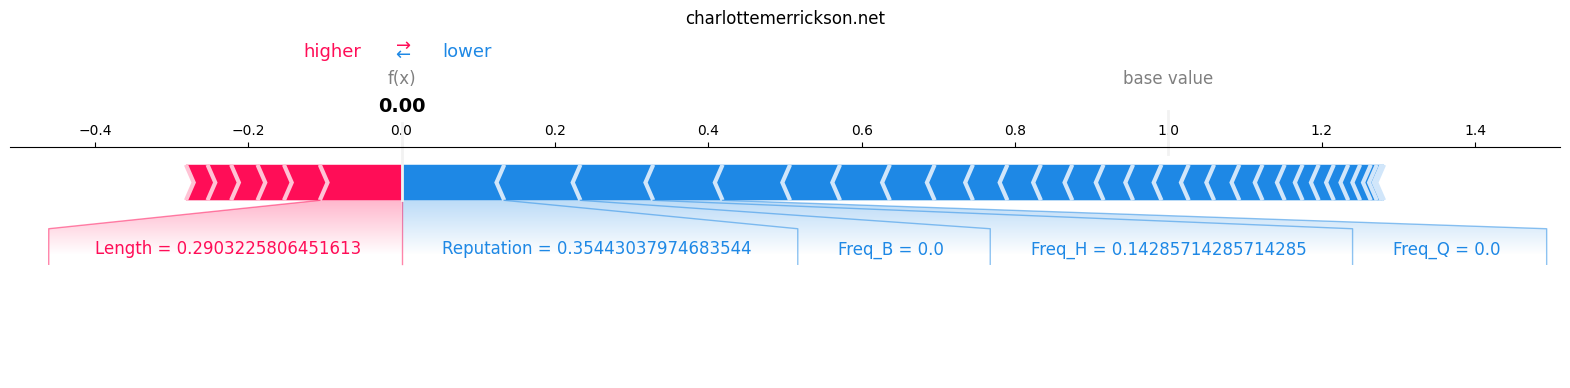 charlottemerrickson.net
higher ⇄ lower
f(x) base value
0.00
−0.4 −0.2 0.0 0.2 0.4 0.6 0.8 1.0 1.2 1.4
Length = 0.2903225806451613 Reputation = 0.35443037974683544 Freq_B = 0.0 Freq_H = 0.14285714285714285 Freq_Q = 0.0